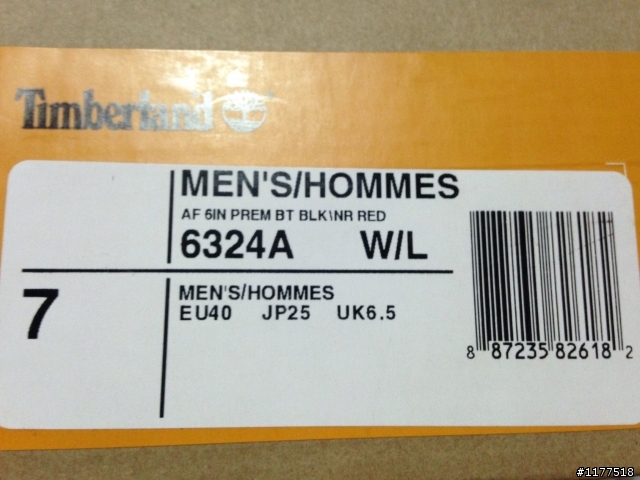 Timberland
MEN'S/HOMMES
AF 6IN PREM BT BLK\NR RED
6324A W/L
7
MEN'S/HOMMES
EU40 JP25 UK6.5
8 87235 82618 2
#1177518